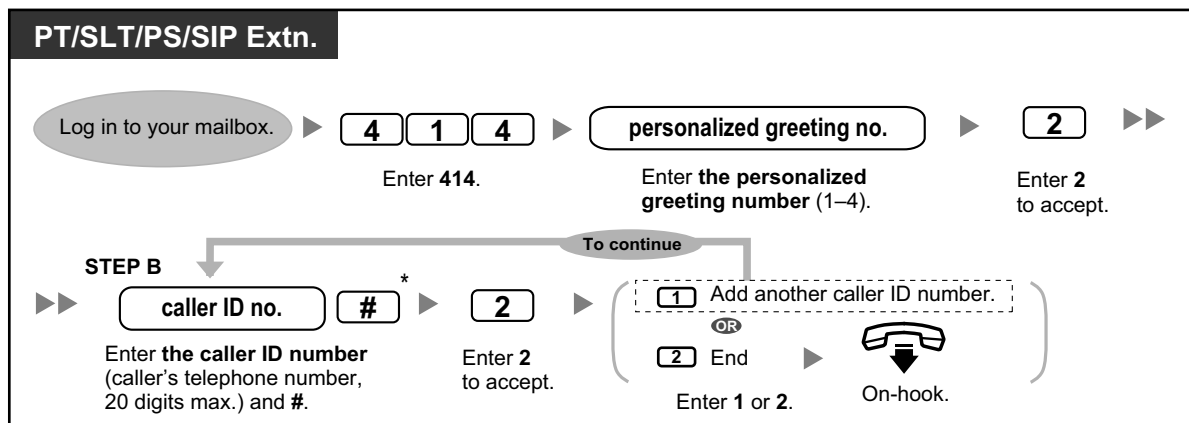 PT/SLT/PS/SIP Extn.
Log in to your mailbox.
4 1 4
personalized greeting no.
2
Enter 414.
Enter the personalized
greeting number (1–4).
Enter 2
to accept.
To continue
STEP B
caller ID no.
# *
2
1 Add another caller ID number.
OR
2 End
Enter the caller ID number
(caller's telephone number,
20 digits max.) and #.
Enter 2
to accept.
Enter 1 or 2.
On-hook.